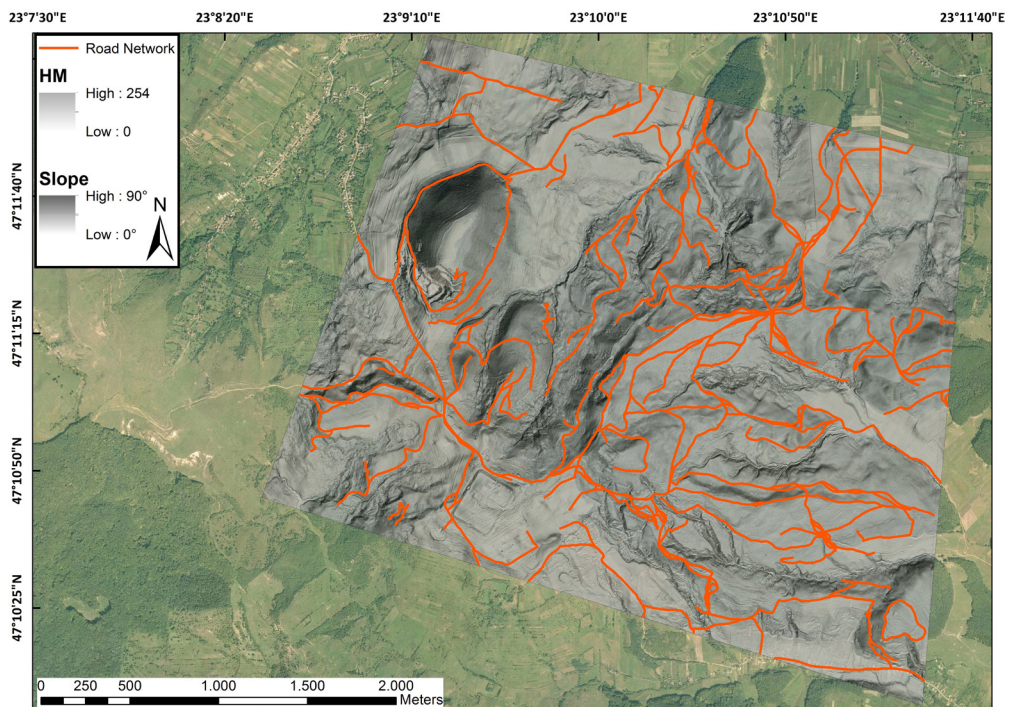 23°7'30"E 23°8'20"E 23°9'10"E 23°10'0"E 23°10'50"E 23°11'40"E
Road Network
HM
High : 254
Low : 0
Slope
High : 90°
Low : 0°
N
47°11'40"N
47°11'15"N
47°10'50"N
47°10'25"N
0 250 500 1.000 1.500 2.000
Meters